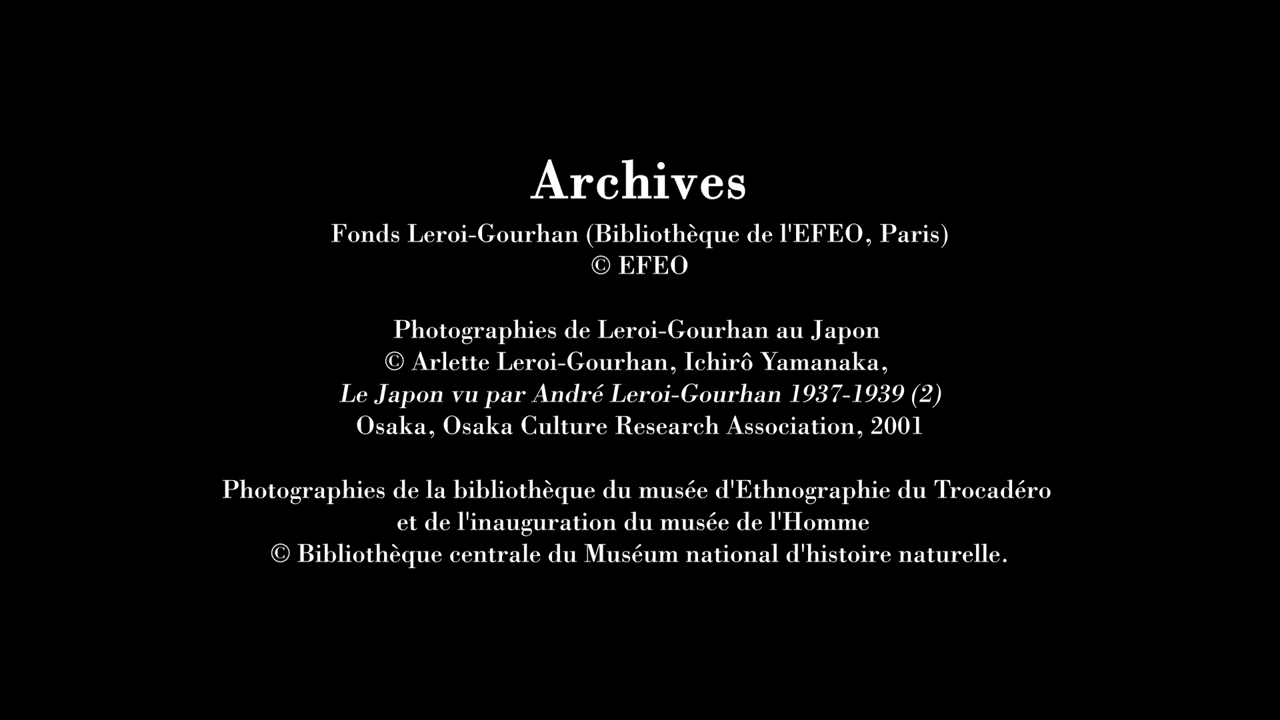 Archives
Fonds Leroi-Gourhan (Bibliothèque de l'EFEO, Paris)
© EFEO
Photographies de Leroi-Gourhan au Japon
© Arlette Leroi-Gourhan, Ichirô Yamanaka,
Le Japon vu par André Leroi-Gourhan 1937-1939 (2)
Osaka, Osaka Culture Research Association, 2001
Photographies de la bibliothèque du musée d'Ethnographie du Trocadéro
et de l'inauguration du musée de l'Homme
© Bibliothèque centrale du Muséum national d'histoire naturelle.